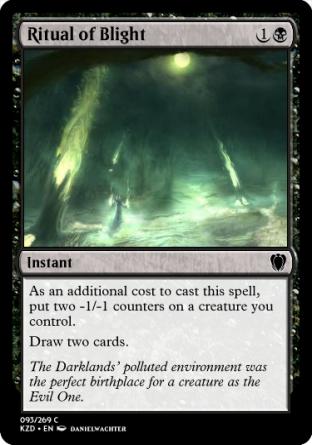 Ritual of Blight 1
Instant
As an additional cost to cast this spell,
put two -1/-1 counters on a creature you
control.
Draw two cards.
The Darklands' polluted environment was
the perfect birthplace for a creature as the
Evil One.
093/269 C
KZD • EN DANIELWACHTER